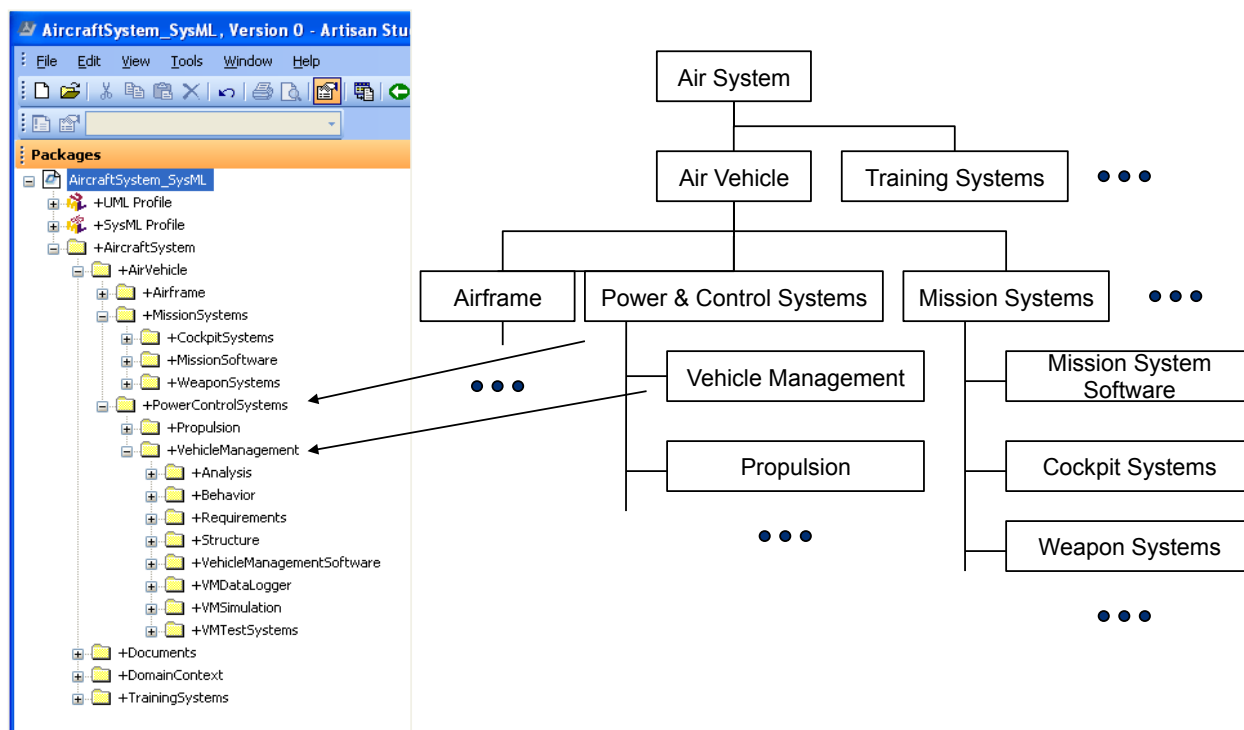 AircraftSystem_SysML, Version 0 - Artisan Stu
File Edit View Tools Window Help
Packages
AircraftSystem_SysML
+UML Profile
+SysML Profile
+AircraftSystem
+AirVehicle
+Airframe
+MissionSystems
+CockpitSystems
+MissionSoftware
+WeaponSystems
+PowerControlSystems
+Propulsion
+VehicleManagement
+Analysis
+Behavior
+Requirements
+Structure
+VehicleManagementSoftware
+VMDataLogger
+VMSimulation
+VMTestSystems
+Documents
+DomainContext
+TrainingSystems
Air System
Air Vehicle
Training Systems
Airframe
Power & Control Systems
Mission Systems
Vehicle Management
Propulsion
Mission System
Software
Cockpit Systems
Weapon Systems